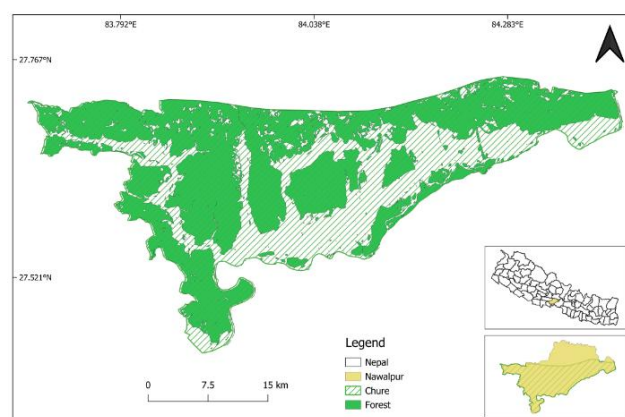 83.792°E 84.038°E 84.283°E
27.767°N
27.521°N
Legend
Nepal
Nawalpur
Chure
Forest
0 7.5 15 km